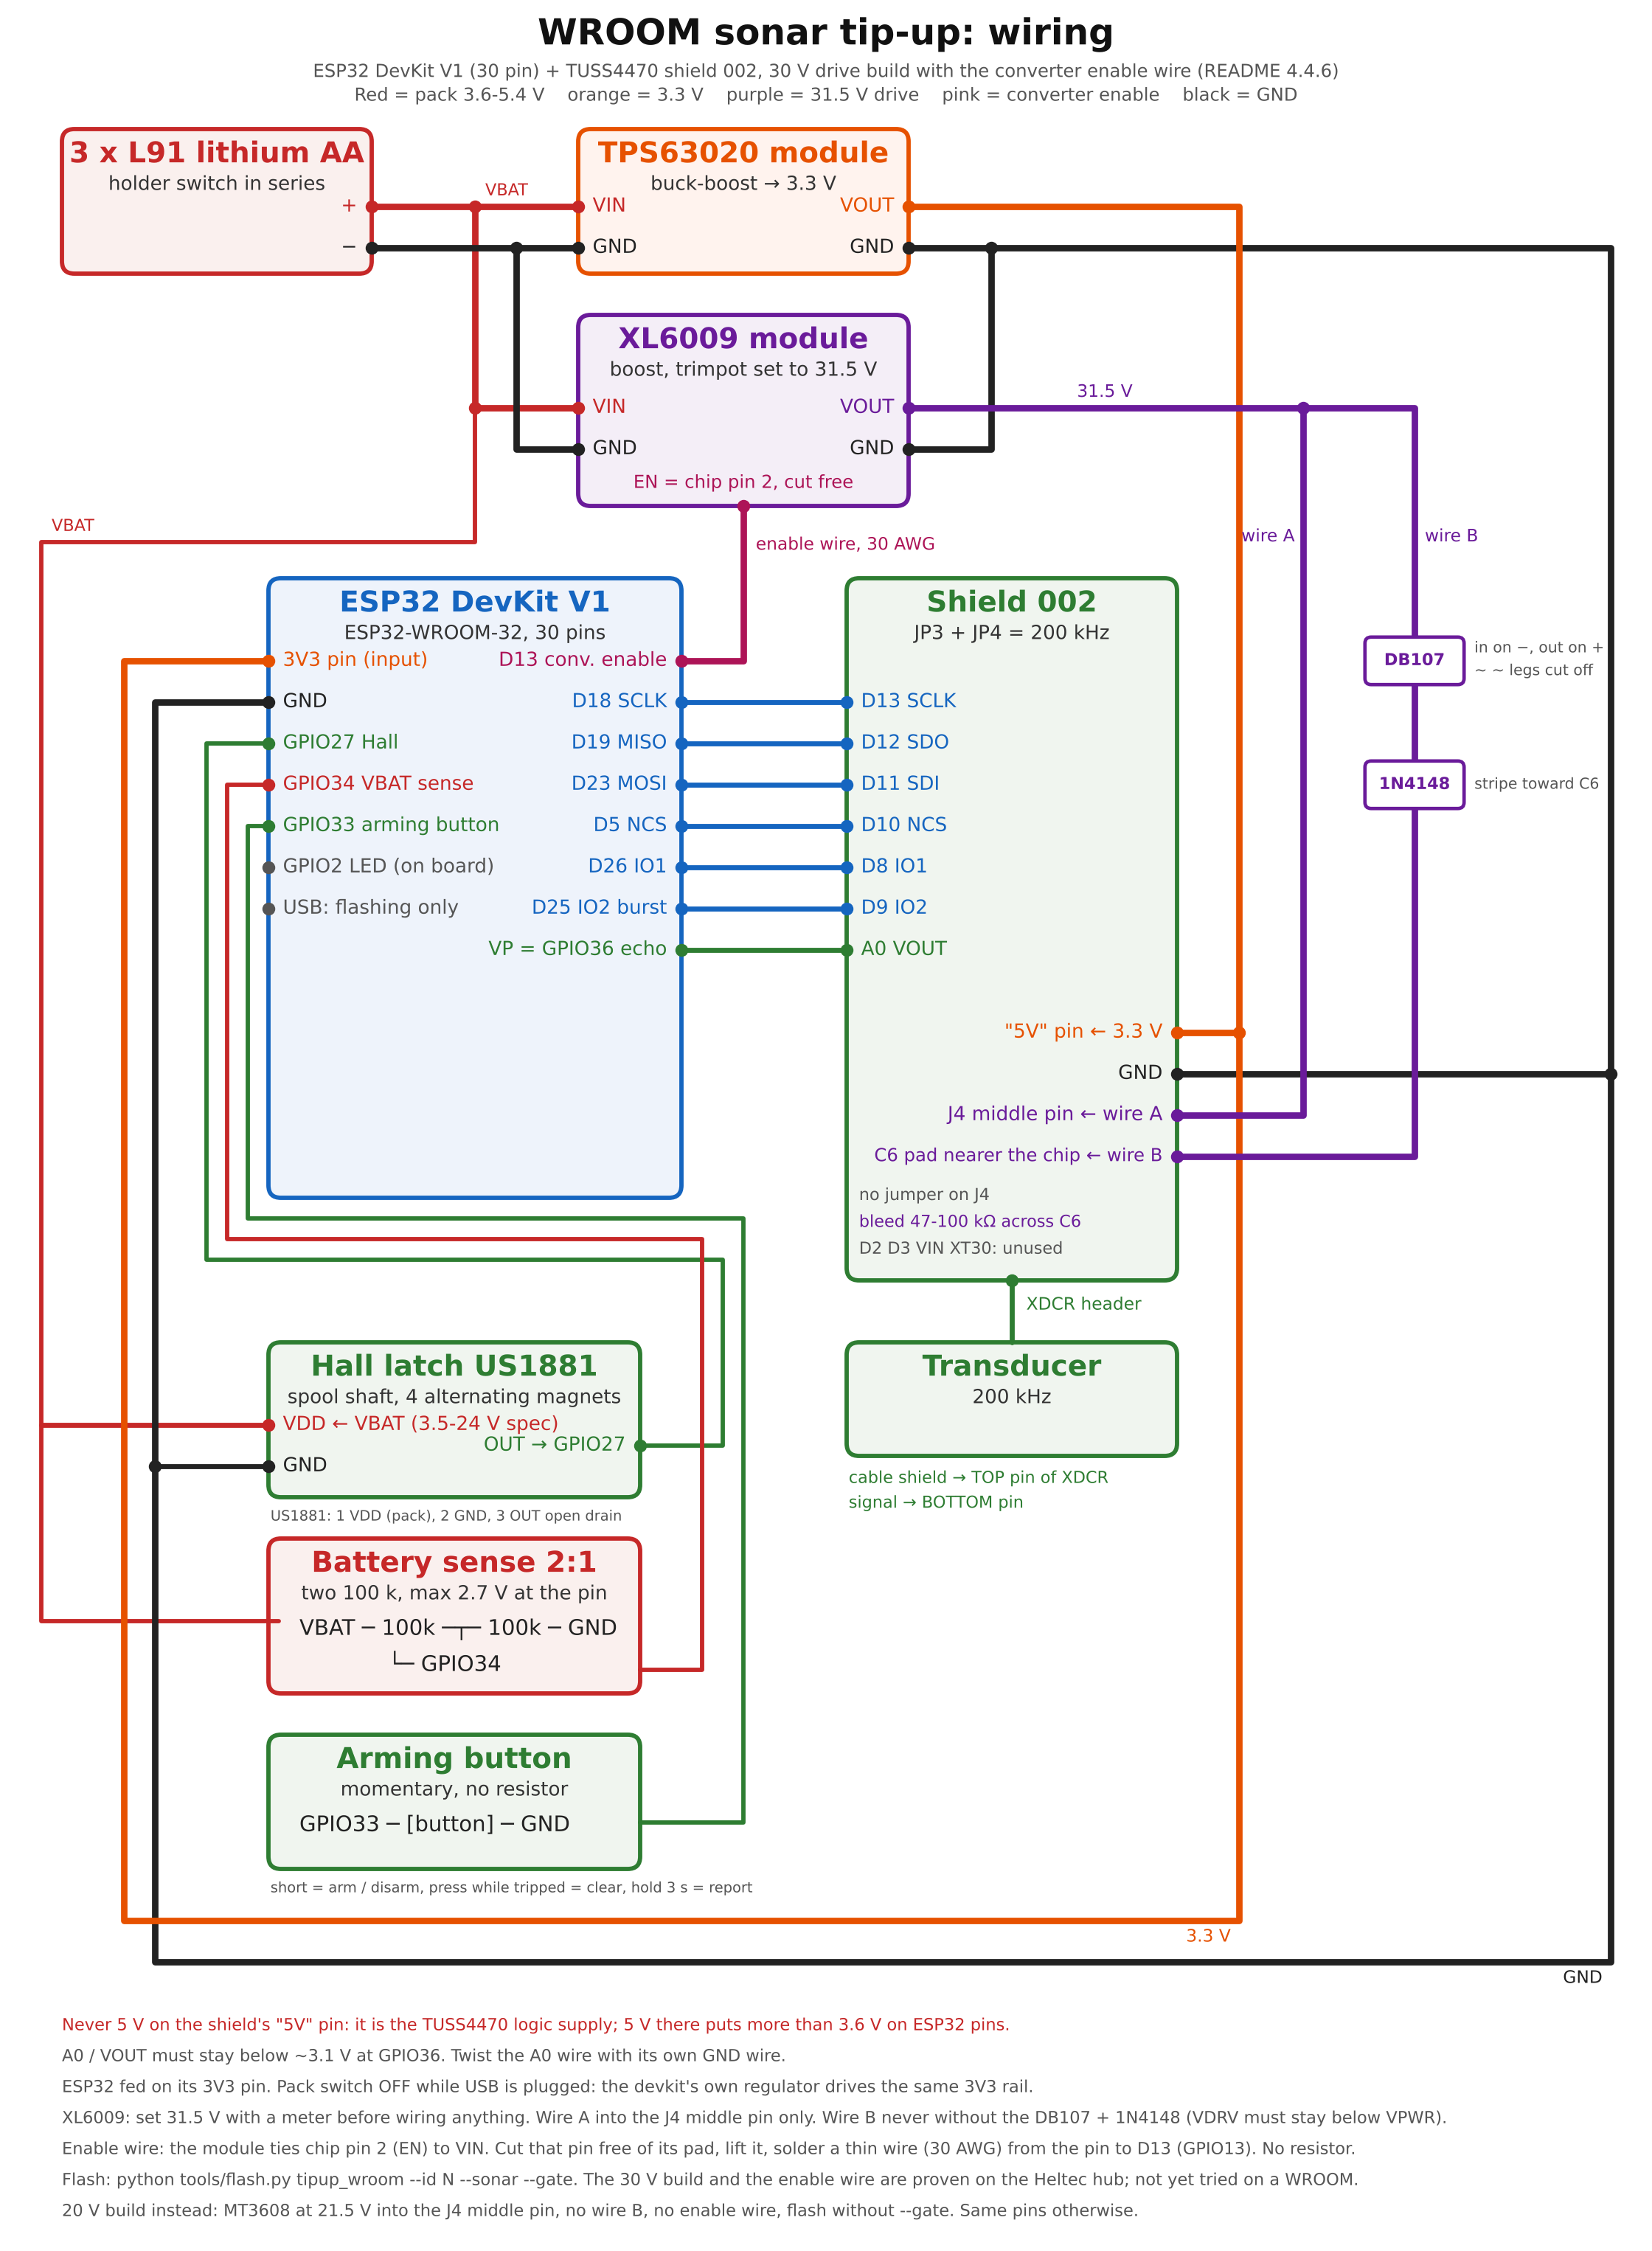 WROOM sonar tip-up: wiring
ESP32 DevKit V1 (30 pin) + TUSS4470 shield 002, 30 V drive build with the converter enable wire (README 4.4.6)
Red = pack 3.6-5.4 V    orange = 3.3 V    purple = 31.5 V drive    pink = converter enable    black = GND
3 x L91 lithium AA
holder switch in series
+
−
VBAT
TPS63020 module
buck-boost → 3.3 V
VIN
VOUT
GND
GND
XL6009 module
boost, trimpot set to 31.5 V
VIN
VOUT
GND
GND
EN = chip pin 2, cut free
31.5 V
VBAT
enable wire, 30 AWG
wire A
wire B
ESP32 DevKit V1
ESP32-WROOM-32, 30 pins
3V3 pin (input)
D13 conv. enable
GND
D18 SCLK
GPIO27 Hall
D19 MISO
GPIO34 VBAT sense
D23 MOSI
GPIO33 arming button
D5 NCS
GPIO2 LED (on board)
D26 IO1
USB: flashing only
D25 IO2 burst
VP = GPIO36 echo
Shield 002
JP3 + JP4 = 200 kHz
D13 SCLK
D12 SDO
D11 SDI
D10 NCS
D8 IO1
D9 IO2
A0 VOUT
"5V" pin ← 3.3 V
GND
J4 middle pin ← wire A
C6 pad nearer the chip ← wire B
no jumper on J4
bleed 47-100 kΩ across C6
D2 D3 VIN XT30: unused
DB107
in on −, out on +
~ ~ legs cut off
1N4148
stripe toward C6
XDCR header
Hall latch US1881
spool shaft, 4 alternating magnets
VDD ← VBAT (3.5-24 V spec)
OUT → GPIO27
GND
US1881: 1 VDD (pack), 2 GND, 3 OUT open drain
Transducer
200 kHz
cable shield → TOP pin of XDCR
signal → BOTTOM pin
Battery sense 2:1
two 100 k, max 2.7 V at the pin
VBAT ─ 100k ─┬─ 100k ─ GND
└─ GPIO34
Arming button
momentary, no resistor
GPIO33 ─ [button] ─ GND
short = arm / disarm, press while tripped = clear, hold 3 s = report
3.3 V
GND
Never 5 V on the shield's "5V" pin: it is the TUSS4470 logic supply; 5 V there puts more than 3.6 V on ESP32 pins.
A0 / VOUT must stay below ~3.1 V at GPIO36. Twist the A0 wire with its own GND wire.
ESP32 fed on its 3V3 pin. Pack switch OFF while USB is plugged: the devkit's own regulator drives the same 3V3 rail.
XL6009: set 31.5 V with a meter before wiring anything. Wire A into the J4 middle pin only. Wire B never without the DB107 + 1N4148 (VDRV must stay below VPWR).
Enable wire: the module ties chip pin 2 (EN) to VIN. Cut that pin free of its pad, lift it, solder a thin wire (30 AWG) from the pin to D13 (GPIO13). No resistor.
Flash: python tools/flash.py tipup_wroom --id N --sonar --gate. The 30 V build and the enable wire are proven on the Heltec hub; not yet tried on a WROOM.
20 V build instead: MT3608 at 21.5 V into the J4 middle pin, no wire B, no enable wire, flash without --gate. Same pins otherwise.